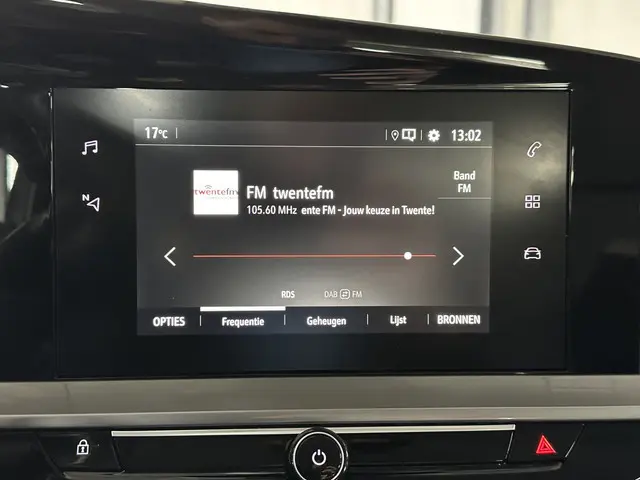 17°C
13:02
N
twentefm
FM twentefm
Band
FM
105.60 MHz ente FM - Jouw keuze in Twente!
RDS
DAB FM
OPTIES
Frequentie
Geheugen
Lijst
BRONNEN